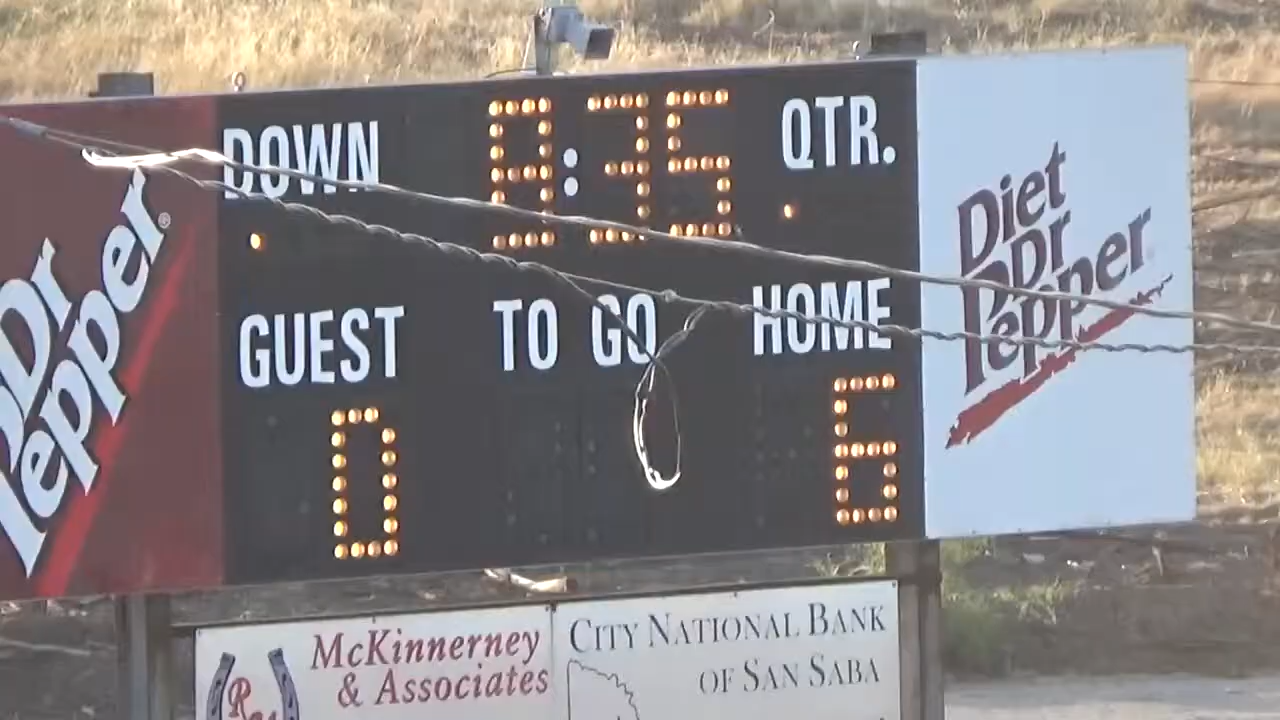 DOWN
8:35
QTR.
GUEST
TO GO
HOME
0
6
Dr
Pepper®
Diet
Dr
Pepper
McKinnerney
& Associates
City National Bank
of San Saba